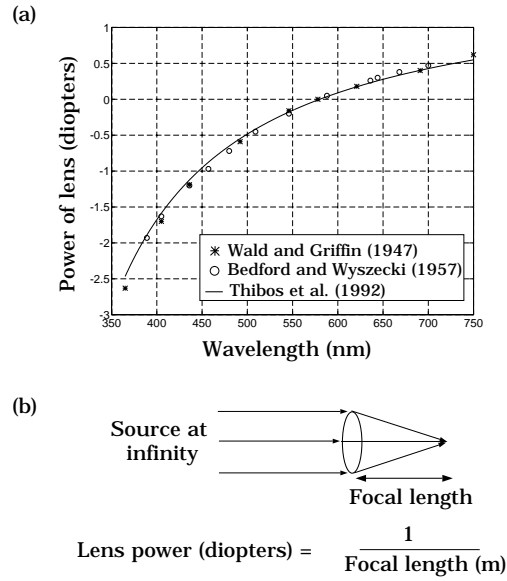 (a)
Power of lens (diopters)
1
0.5
0
-0.5
-1
-1.5
-2
-2.5
-3
Wald and Griffin (1947)
Bedford and Wyszecki (1957)
Thibos et al. (1992)
350 400 450 500 550 600 650 700 750
Wavelength (nm)
(b)
Source at
infinity
Focal length
Lens power (diopters) = 1
Focal length (m)